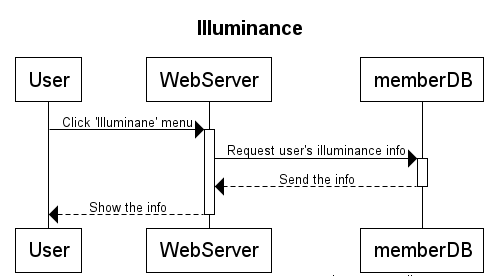 Illuminance
User WebServer memberDB
Click 'Illuminane' menu
Request user's illuminance info
Send the info
Show the info
User WebServer memberDB